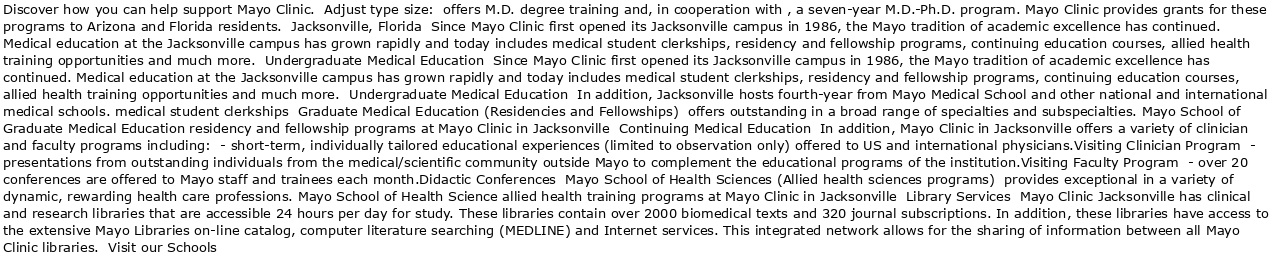 Discover how you can help support Mayo Clinic.  Adjust type size:  offers M.D. degree training and, in cooperation with , a seven-year M.D.-Ph.D. program. Mayo Clinic provides grants for these
programs to Arizona and Florida residents.  Jacksonville, Florida  Since Mayo Clinic first opened its Jacksonville campus in 1986, the Mayo tradition of academic excellence has continued.
Medical education at the Jacksonville campus has grown rapidly and today includes medical student clerkships, residency and fellowship programs, continuing education courses, allied health
training opportunities and much more.  Undergraduate Medical Education  Since Mayo Clinic first opened its Jacksonville campus in 1986, the Mayo tradition of academic excellence has
continued. Medical education at the Jacksonville campus has grown rapidly and today includes medical student clerkships, residency and fellowship programs, continuing education courses,
allied health training opportunities and much more.  Undergraduate Medical Education  In addition, Jacksonville hosts fourth-year from Mayo Medical School and other national and international
medical schools. medical student clerkships  Graduate Medical Education (Residencies and Fellowships)  offers outstanding in a broad range of specialties and subspecialties. Mayo School of
Graduate Medical Education residency and fellowship programs at Mayo Clinic in Jacksonville  Continuing Medical Education  In addition, Mayo Clinic in Jacksonville offers a variety of clinician
and faculty programs including:  - short-term, individually tailored educational experiences (limited to observation only) offered to US and international physicians.Visiting Clinician Program  -
presentations from outstanding individuals from the medical/scientific community outside Mayo to complement the educational programs of the institution.Visiting Faculty Program  - over 20
conferences are offered to Mayo staff and trainees each month.Didactic Conferences  Mayo School of Health Sciences (Allied health sciences programs)  provides exceptional in a variety of
dynamic, rewarding health care professions. Mayo School of Health Science allied health training programs at Mayo Clinic in Jacksonville  Library Services  Mayo Clinic Jacksonville has clinical
and research libraries that are accessible 24 hours per day for study. These libraries contain over 2000 biomedical texts and 320 journal subscriptions. In addition, these libraries have access to
the extensive Mayo Libraries on-line catalog, computer literature searching (MEDLINE) and Internet services. This integrated network allows for the sharing of information between all Mayo
Clinic libraries.  Visit our Schools